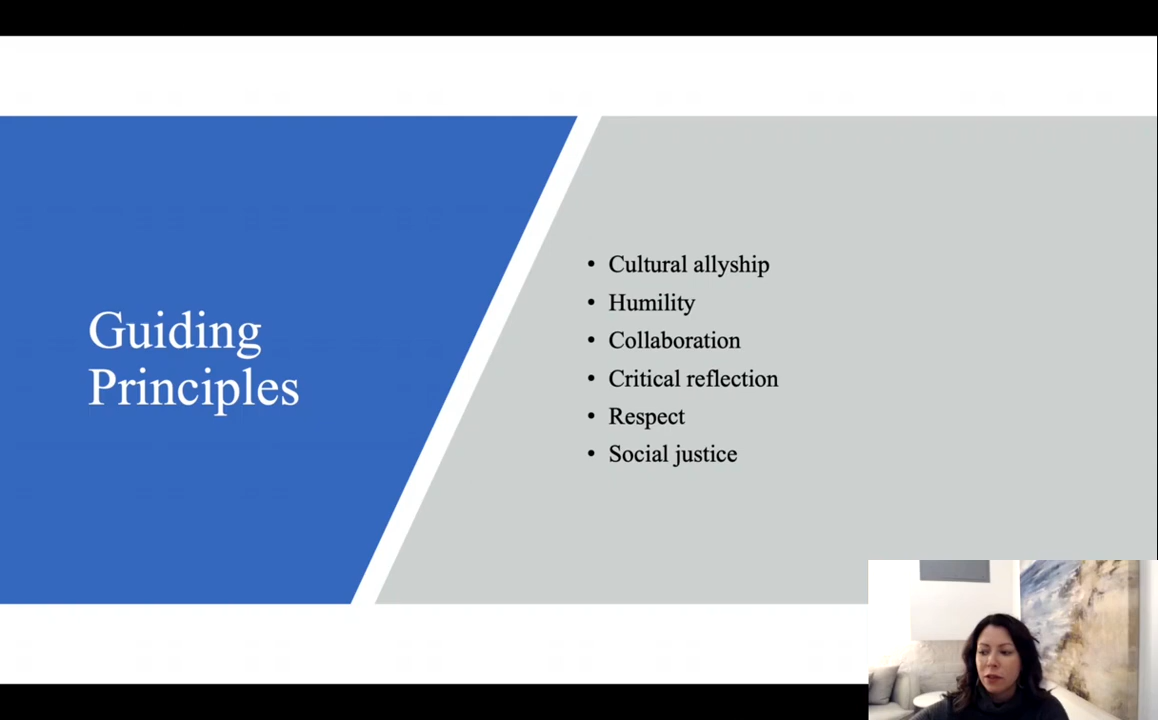 Guiding
Principles
• Cultural allyship
• Humility
• Collaboration
• Critical reflection
• Respect
• Social justice